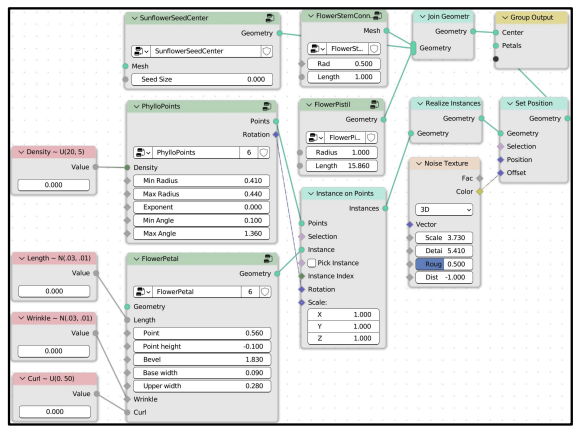 SunflowerSeedCenter
Geometry
SunflowerSeedCenter
Mesh
Seed Size 0.000
FlowerStemConn..
Mesh
FlowerSt...
Rad 0.500
Length 1.000
Join Geometr
Geometry
Geometry
Group Output
Center
Petals
PhylloPoints
Points
Rotation
PhylloPoints 6
Density
Min Radius 0.410
Max Radius 0.440
Exponent 0.000
Min Angle 0.100
Max Angle 1.360
FlowerPistil
Geometry
FlowerPi...
Radius 1.000
Length 15.860
Realize Instances
Geometry
Geometry
Set Position
Geometry
Geometry
Selection
Position
Offset
Density ~ U(20, 5)
Value
0.000
Noise Texture
Fac
Color
3D
Vector
Scale 3.730
Detai 5.410
Roug 0.500
Dist -1.000
Instance on Points
Instances
Points
Selection
Instance
Pick Instance
Instance Index
Rotation
Scale:
X 1.000
Y 1.000
Z 1.000
Length ~ N(.03, .01)
Value
0.000
FlowerPetal
Geometry
FlowerPetal 6
Geometry
Length
Point 0.560
Point height -0.100
Bevel 1.830
Base width 0.090
Upper width 0.280
Wrinkle
Curl
Wrinkle ~ N(.03, .01)
Value
0.000
Curl ~ U(0. 50)
Value
0.000